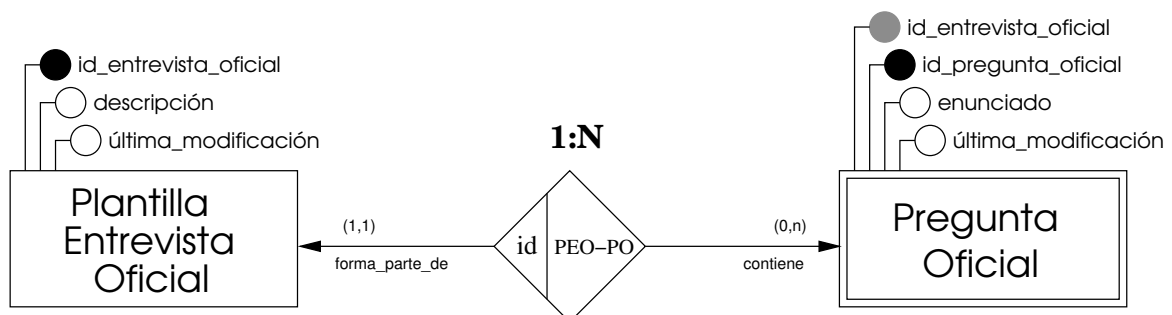 id_entrevista_oficial
id_entrevista_oficial
id_pregunta_oficial
descripción
enunciado
última_modificación
1:N
última_modificación
Plantilla
Entrevista
Oficial
(1,1)
forma_parte_de
id
PEO–PO
(0,n)
contiene
Pregunta
Oficial